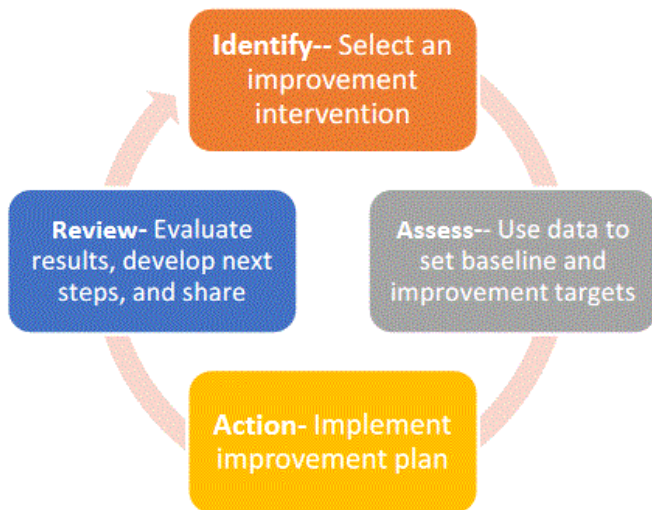 Identify-- Select an
improvement
intervention
Assess-- Use data to
set baseline and
improvement targets
Action- Implement
improvement plan
Review- Evaluate
results, develop next
steps, and share